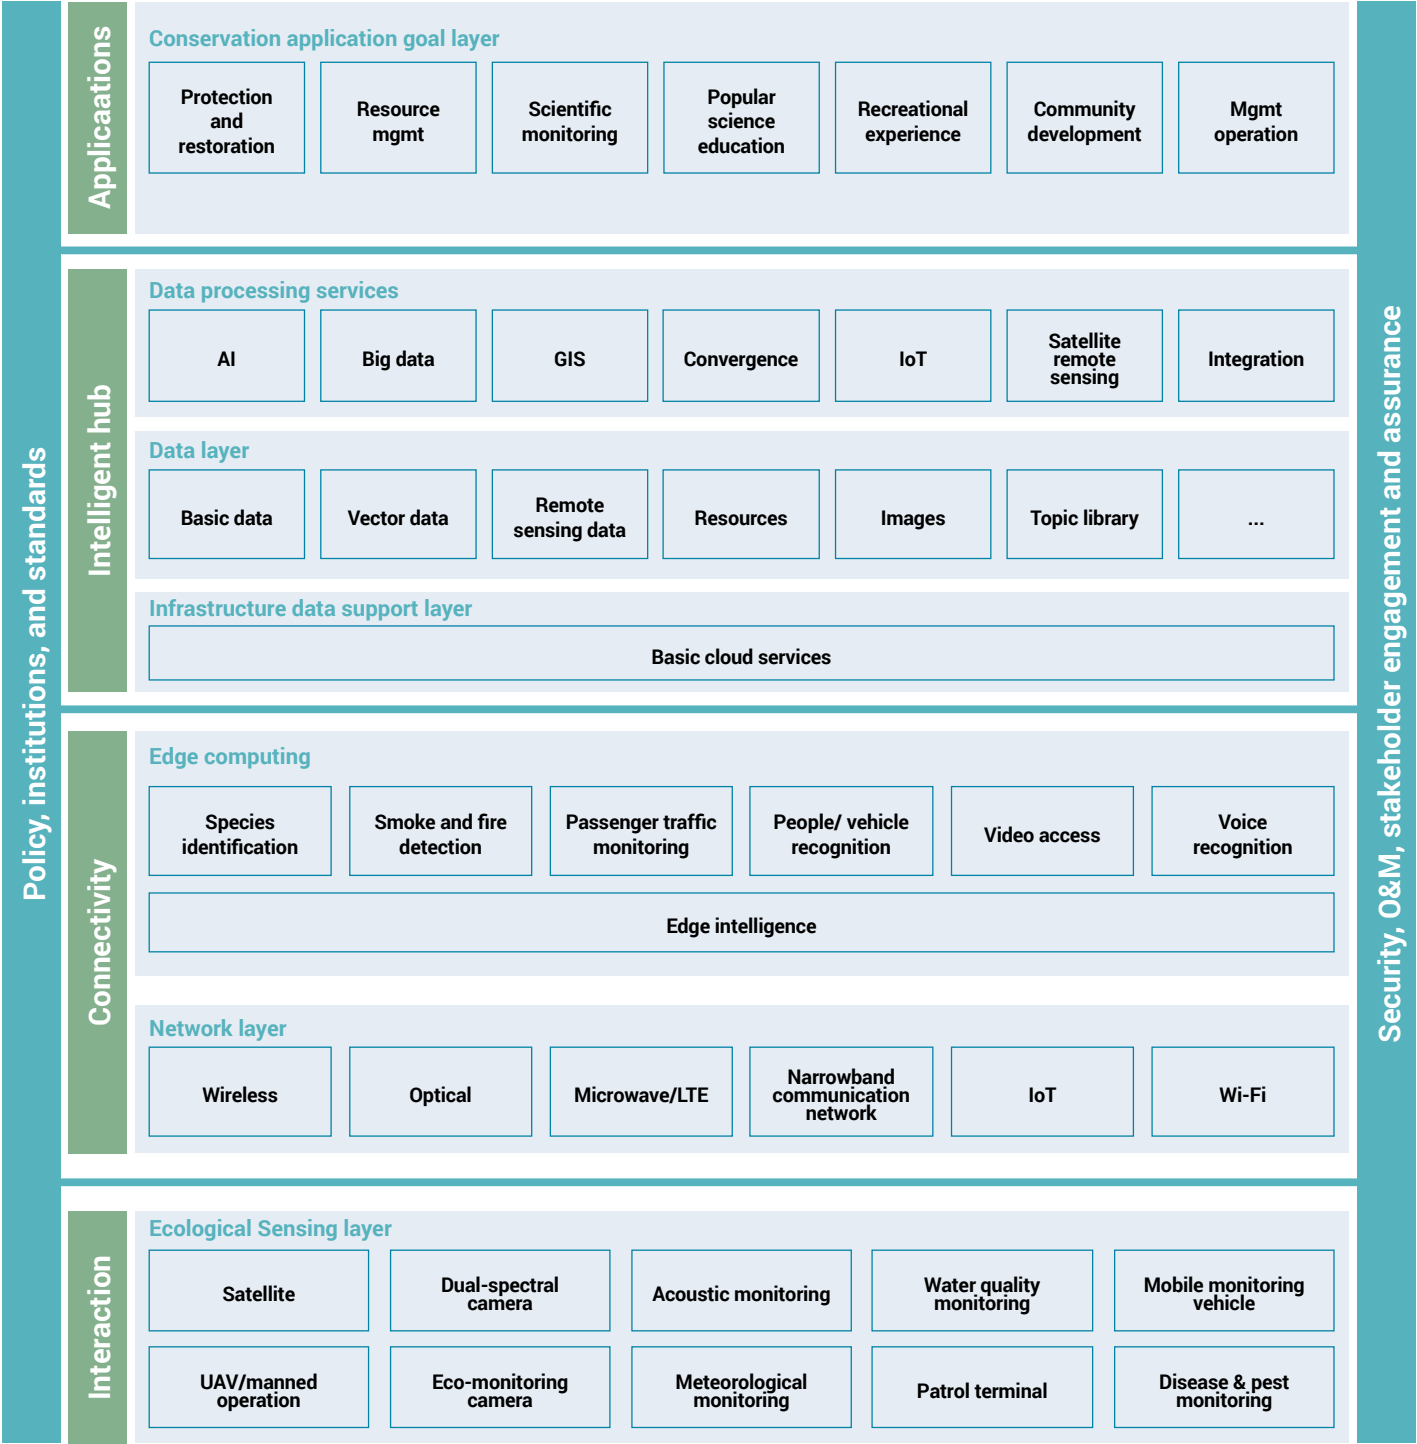 Policy, institutions, and standards
Applicaations
Conservation application goal layer
Protection
and
restoration
Resource
mgmt
Scientific
monitoring
Popular
science
education
Recreational
experience
Community
development
Mgmt
operation
Intelligent hub
Data processing services
AI
Big data
GIS
Convergence
IoT
Satellite
remote
sensing
Integration
Data layer
Basic data
Vector data
Remote
sensing data
Resources
Images
Topic library
...
Infrastructure data support layer
Basic cloud services
Connectivity
Edge computing
Species
identification
Smoke and fire
detection
Passenger traffic
monitoring
People/ vehicle
recognition
Video access
Voice
recognition
Edge intelligence
Network layer
Wireless
Optical
Microwave/LTE
Narrowband
communication
network
IoT
Wi-Fi
Interaction
Ecological Sensing layer
Satellite
Dual-spectral
camera
Acoustic monitoring
Water quality
monitoring
Mobile monitoring
vehicle
UAV/manned
operation
Eco-monitoring
camera
Meteorological
monitoring
Patrol terminal
Disease & pest
monitoring
Security, O&M, stakeholder engagement and assurance